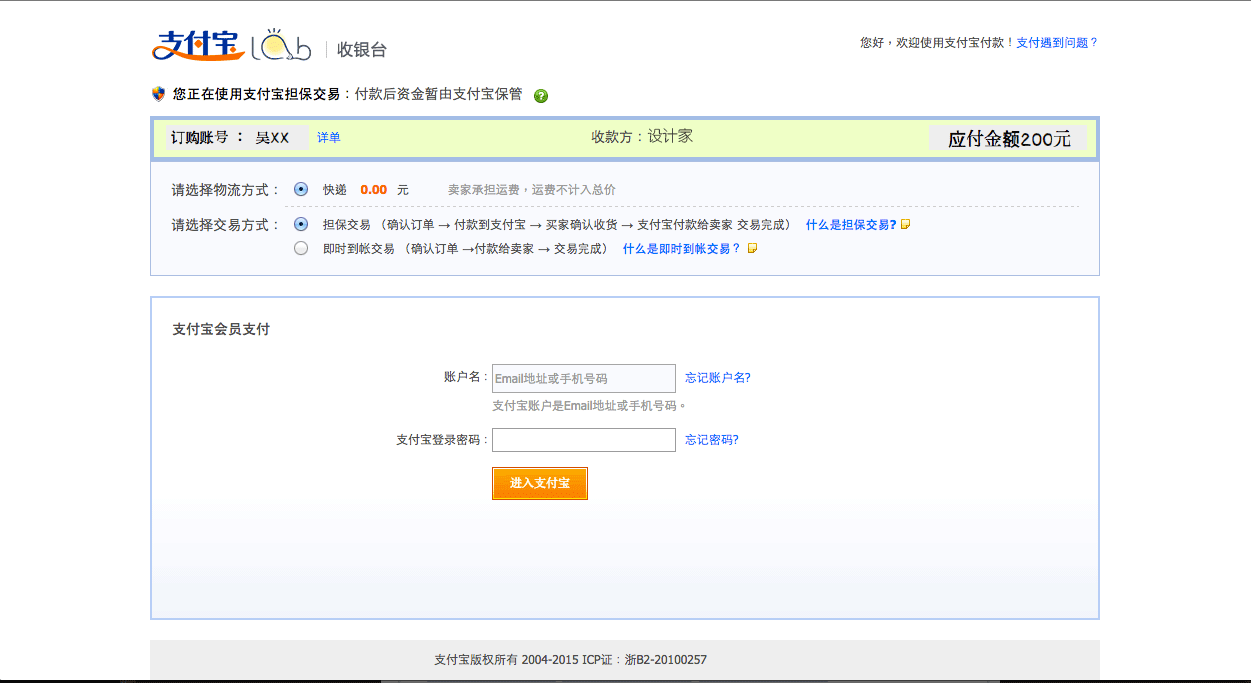 支付宝 lab 收银台
您好，欢迎使用支付宝付款！支付遇到问题？
您正在使用支付宝担保交易：付款后资金暂由支付宝保管 ?
订购账号 ： 吴XX 详单 收款方：设计家 应付金额200元
请选择物流方式： 快递 0.00 元 卖家承担运费，运费不计入总价
请选择交易方式： 担保交易 （确认订单 → 付款到支付宝 → 买家确认收货 → 支付宝付款给卖家 交易完成） 什么是担保交易?
即时到帐交易 （确认订单 →付款给卖家 → 交易完成） 什么是即时到帐交易？
支付宝会员支付
账户名： Email地址或手机号码 忘记账户名?
支付宝账户是Email地址或手机号码。
支付宝登录密码： 忘记密码?
进入支付宝
支付宝版权所有 2004-2015 ICP证：浙B2-20100257